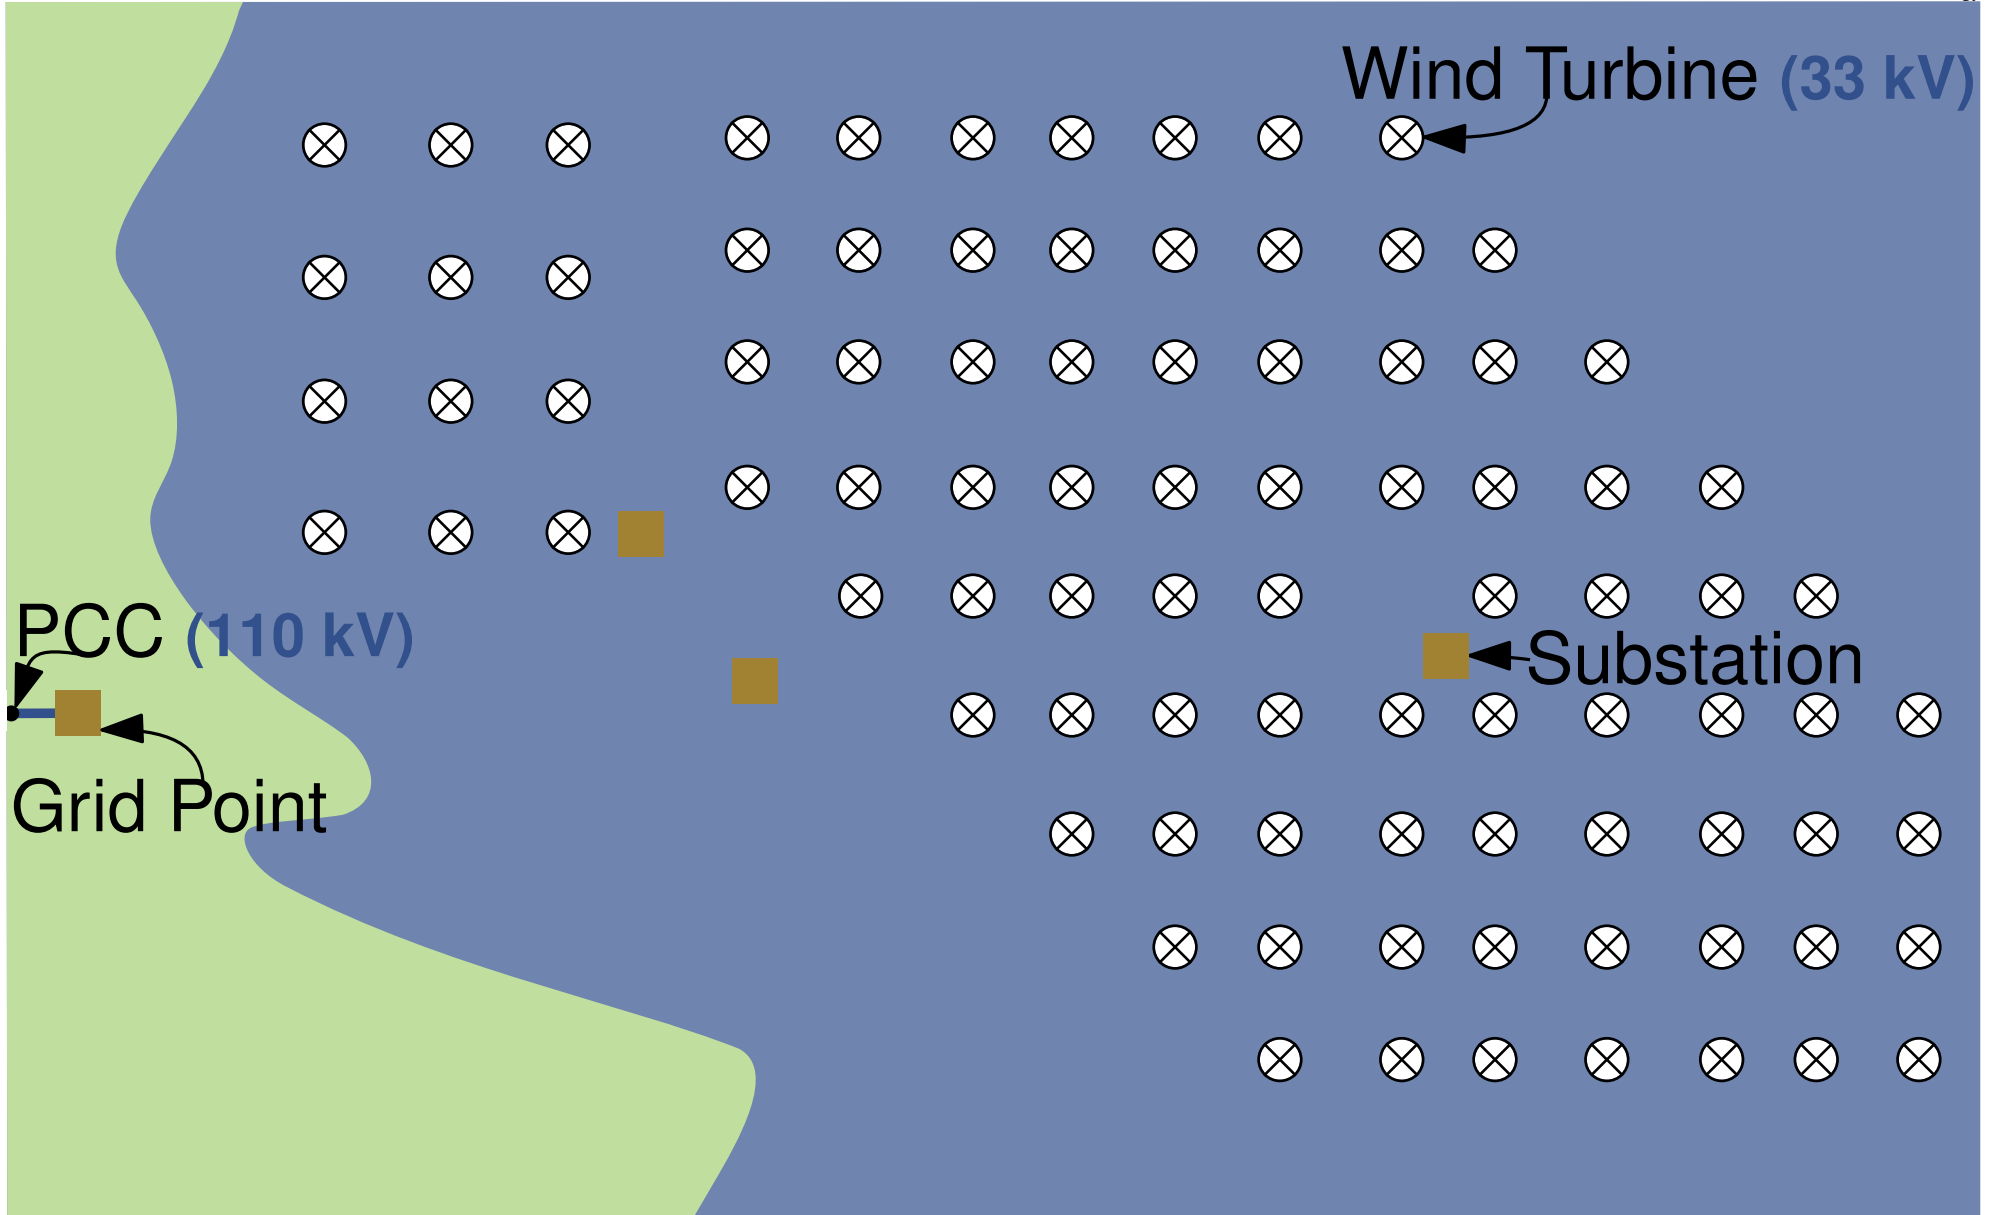 Wind Turbine (33 kV)
PCC (110 kV)
Substation
Grid Point